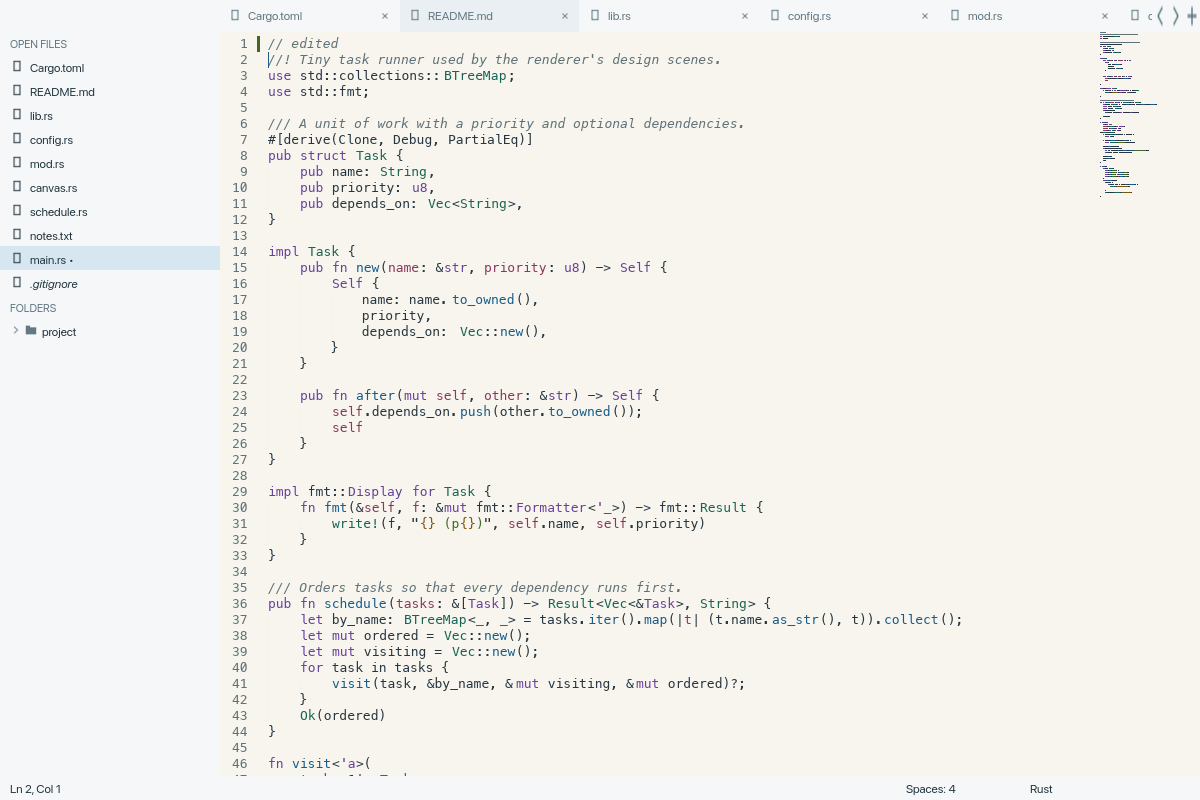 Cargo.toml × README.md × lib.rs × config.rs × mod.rs ×
OPEN FILES
Cargo.toml
README.md
lib.rs
config.rs
mod.rs
canvas.rs
schedule.rs
notes.txt
main.rs •
.gitignore
FOLDERS
project
1 // edited
2 //! Tiny task runner used by the renderer's design scenes.
3 use std::collections::BTreeMap;
4 use std::fmt;
5
6 /// A unit of work with a priority and optional dependencies.
7 #[derive(Clone, Debug, PartialEq)]
8 pub struct Task {
9     pub name: String,
10     pub priority: u8,
11     pub depends_on: Vec<String>,
12 }
13
14 impl Task {
15     pub fn new(name: &str, priority: u8) -> Self {
16         Self {
17             name: name.to_owned(),
18             priority,
19             depends_on: Vec::new(),
20         }
21     }
22
23     pub fn after(mut self, other: &str) -> Self {
24         self.depends_on.push(other.to_owned());
25         self
26     }
27 }
28
29 impl fmt::Display for Task {
30     fn fmt(&self, f: &mut fmt::Formatter<'_>) -> fmt::Result {
31         write!(f, "{} (p{})", self.name, self.priority)
32     }
33 }
34
35 /// Orders tasks so that every dependency runs first.
36 pub fn schedule(tasks: &[Task]) -> Result<Vec<&Task>, String> {
37     let by_name: BTreeMap<_, _> = tasks.iter().map(|t| (t.name.as_str(), t)).collect();
38     let mut ordered = Vec::new();
39     let mut visiting = Vec::new();
40     for task in tasks {
41         visit(task, &by_name, &mut visiting, &mut ordered)?;
42     }
43     Ok(ordered)
44 }
45
46 fn visit<'a>(
Ln 2, Col 1 Spaces: 4 Rust